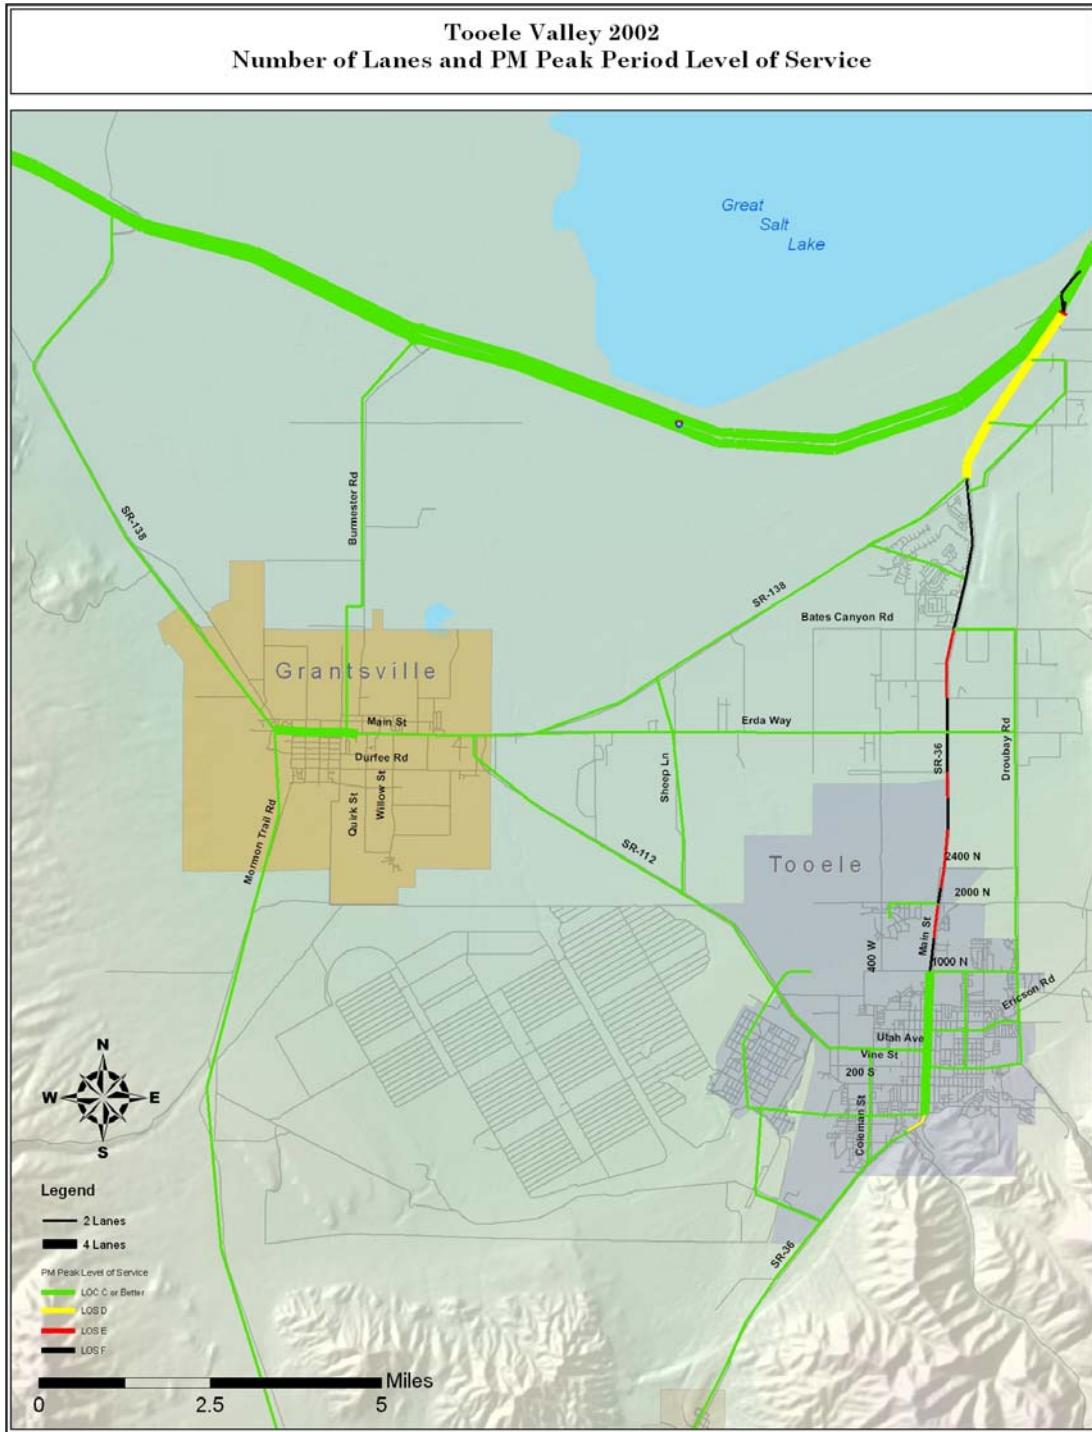 Tooele Valley 2002
Number of Lanes and PM Peak Period Level of Service
Great
Salt
Lake
SR-138
Burmester Rd
SR-138
Bates Canyon Rd
Grantsville
Main St
Erda Way
Durfee Rd
Sheep Ln
SR-36
Droubay Rd
Quirk St
Willow St
Mormon Trail Rd
SR-112
Tooele
2400 N
2000 N
Main St
400 W
1000 N
Ericson Rd
Utah Ave
Vine St
200 S
Coleman St
SR-36
N
W
E
S
Legend
2 Lanes
4 Lanes
PM Peak Level of Service
LOC C or Better
LOS D
LOS E
LOS F
Miles
0 2.5 5